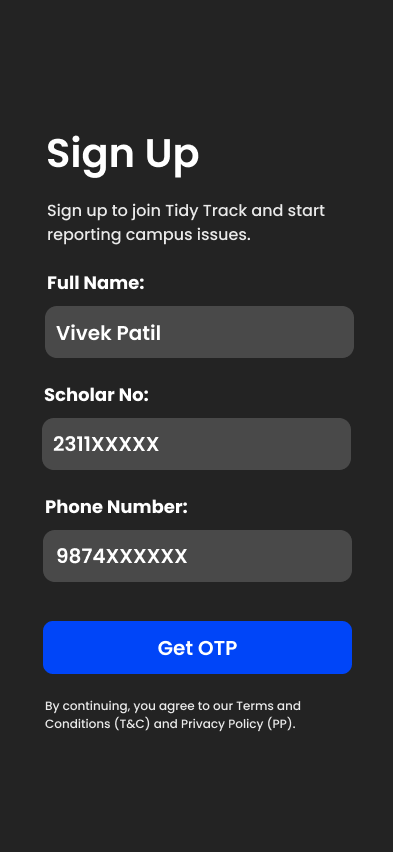 Sign Up
Sign up to join Tidy Track and start
reporting campus issues.
Full Name:
Vivek Patil
Scholar No:
2311XXXXX
Phone Number:
9874XXXXXX
Get OTP
By continuing, you agree to our Terms and
Conditions (T&C) and Privacy Policy (PP).